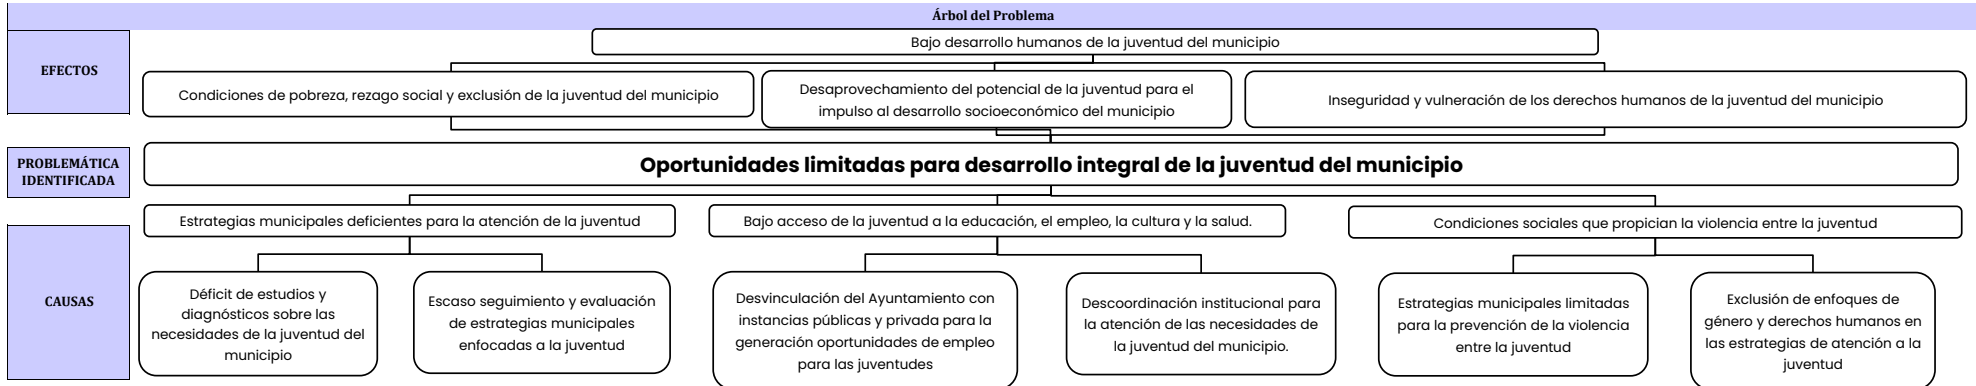 Árbol del Problema
EFECTOS
Bajo desarrollo humanos de la juventud del municipio
Condiciones de pobreza, rezago social y exclusión de la juventud del municipio
Desaprovechamiento del potencial de la juventud para el
impulso al desarrollo socioeconómico del municipio
Inseguridad y vulneración de los derechos humanos de la juventud del municipio
PROBLEMÁTICA
IDENTIFICADA
Oportunidades limitadas para desarrollo integral de la juventud del municipio
CAUSAS
Estrategias municipales deficientes para la atención de la juventud
Bajo acceso de la juventud a la educación, el empleo, la cultura y la salud.
Condiciones sociales que propician la violencia entre la juventud
Déficit de estudios y
diagnósticos sobre las
necesidades de la juventud del
municipio
Escaso seguimiento y evaluación
de estrategias municipales
enfocadas a la juventud
Desvinculación del Ayuntamiento con
instancias públicas y privada para la
generación oportunidades de empleo
para las juventudes
Descoordinación institucional para
la atención de las necesidades de
la juventud del municipio.
Estrategias municipales limitadas
para la prevención de la violencia
entre la juventud
Exclusión de enfoques de
género y derechos humanos en
las estrategias de atención a la
juventud